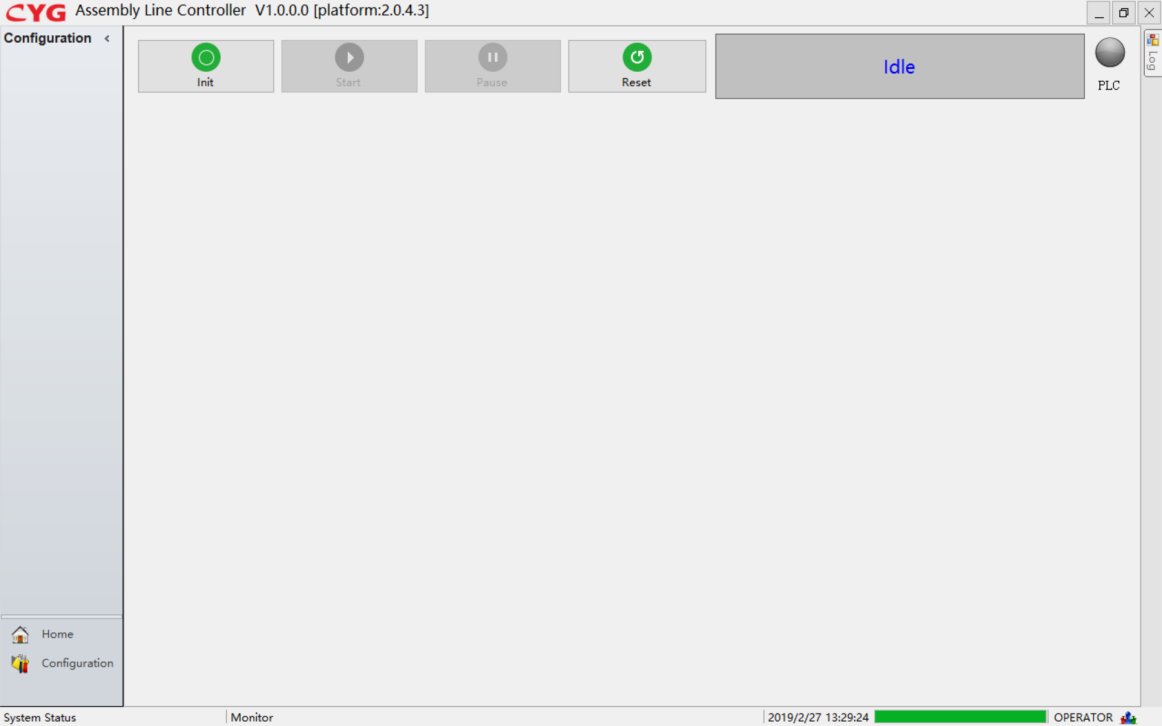 CYG Assembly Line Controller V1.0.0.0 [platform:2.0.4.3]
Configuration <
Init
Start
Pause
Reset
Idle
PLC
Log
Home
Configuration
System Status
Monitor
2019/2/27 13:29:24
OPERATOR